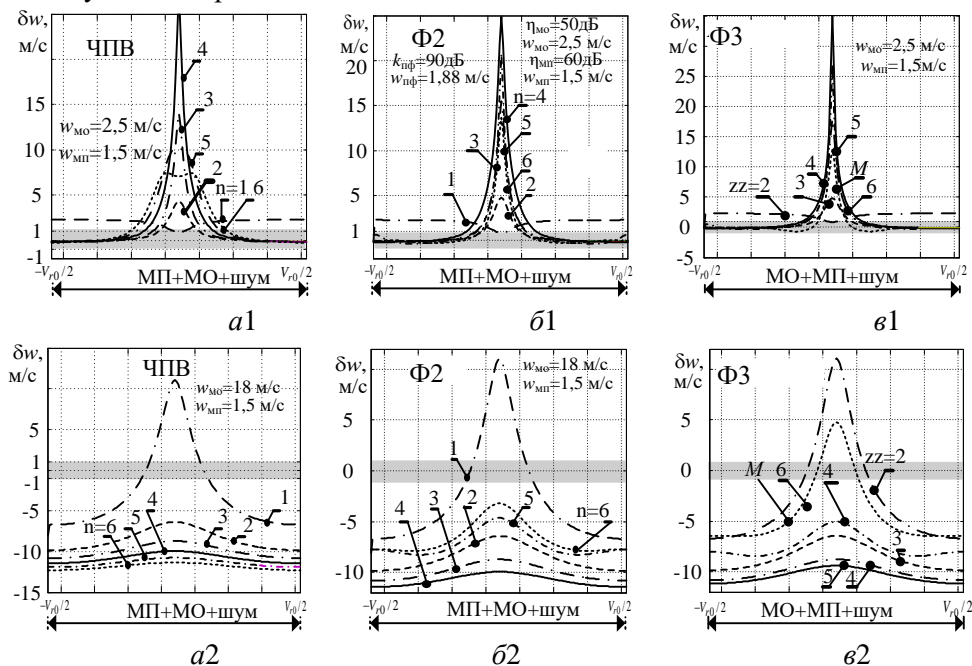 δw, м/с
ЧПВ
4
3
5
2
n=1 6
wмо=2,5 м/с
wмп=1,5 м/с
20
15
10
5
1
-1
−Vr0/2
Vr0/2
МП+МО+шум
а1
δw, м/с
Ф2
kпф=90дБ
wпф=1,88 м/с
ηмо=50дБ
wмо=2,5 м/с
ηмп=60дБ
wмп=1,5 м/с
n=4
5
3
6
1
2
20
15
10
5
1
-1
−Vr0/2
Vr0/2
МП+МО+шум
б1
δw, м/с
Ф3
wмо=2,5 м/с
wмп=1,5м/с
5
4
M
zz=2
3
6
30
25
20
15
10
5
0
-5
−Vr0/2
Vr0/2
МО+МП+шум
в1
δw, м/с
ЧПВ
wмо=18 м/с
wмп=1,5 м/с
1
4
n=6
5
3
2
5
1
-1
-5
-10
-15
−Vr0/2
Vr0/2
МП+МО+шум
а2
δw, м/с
Ф2
wмо=18 м/с
wмп=1,5 м/с
1
4
3
2
5
n=6
5
0
-5
-10
−Vr0/2
Vr0/2
МП+МО+шум
б2
δw, м/с
Ф3
M
6
4
zz=2
3
5
4
5
0
-5
-10
−Vr0/2
Vr0/2
МО+МП+шум
в2